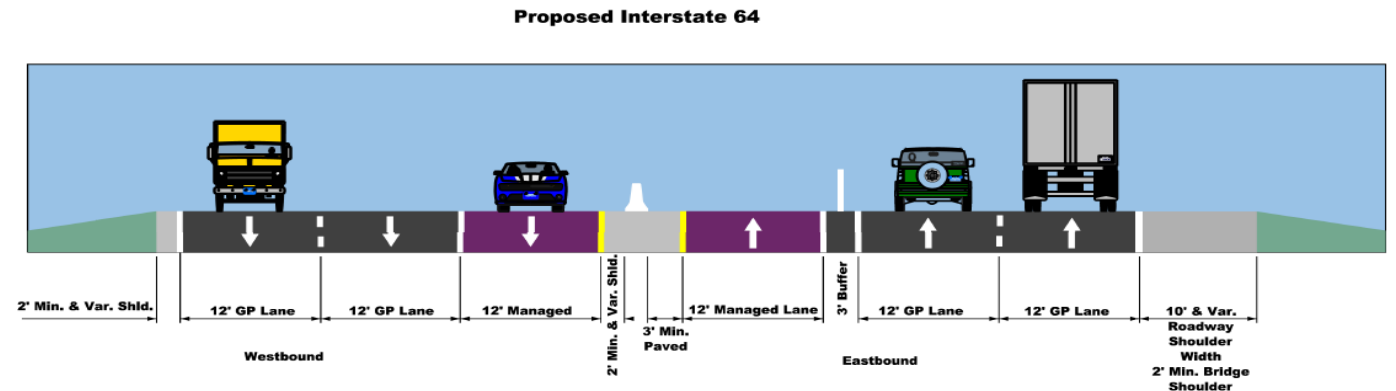 Proposed Interstate 64
2' Min. & Var. Shld.
12' GP Lane
12' GP Lane
12' Managed
2' Min. & Var. Shld.
3' Min.
Paved
12' Managed Lane
3' Buffer
12' GP Lane
12' GP Lane
10' & Var.
Roadway
Shoulder
Width
2' Min. Bridge
Shoulder
Westbound
Eastbound